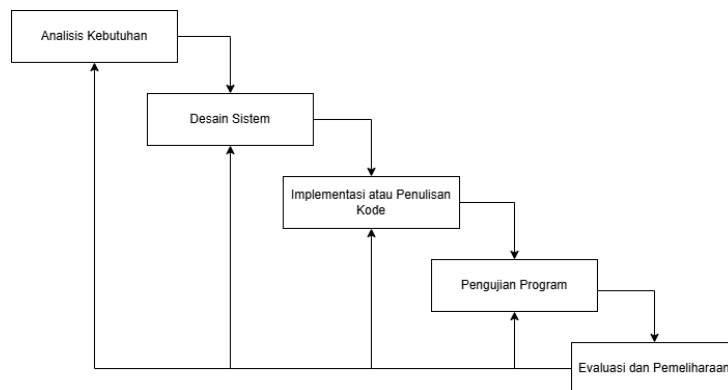 Analisis Kebutuhan
Desain Sistem
Implementasi atau Penulisan
Kode
Pengujian Program
Evaluasi dan Pemeliharaan